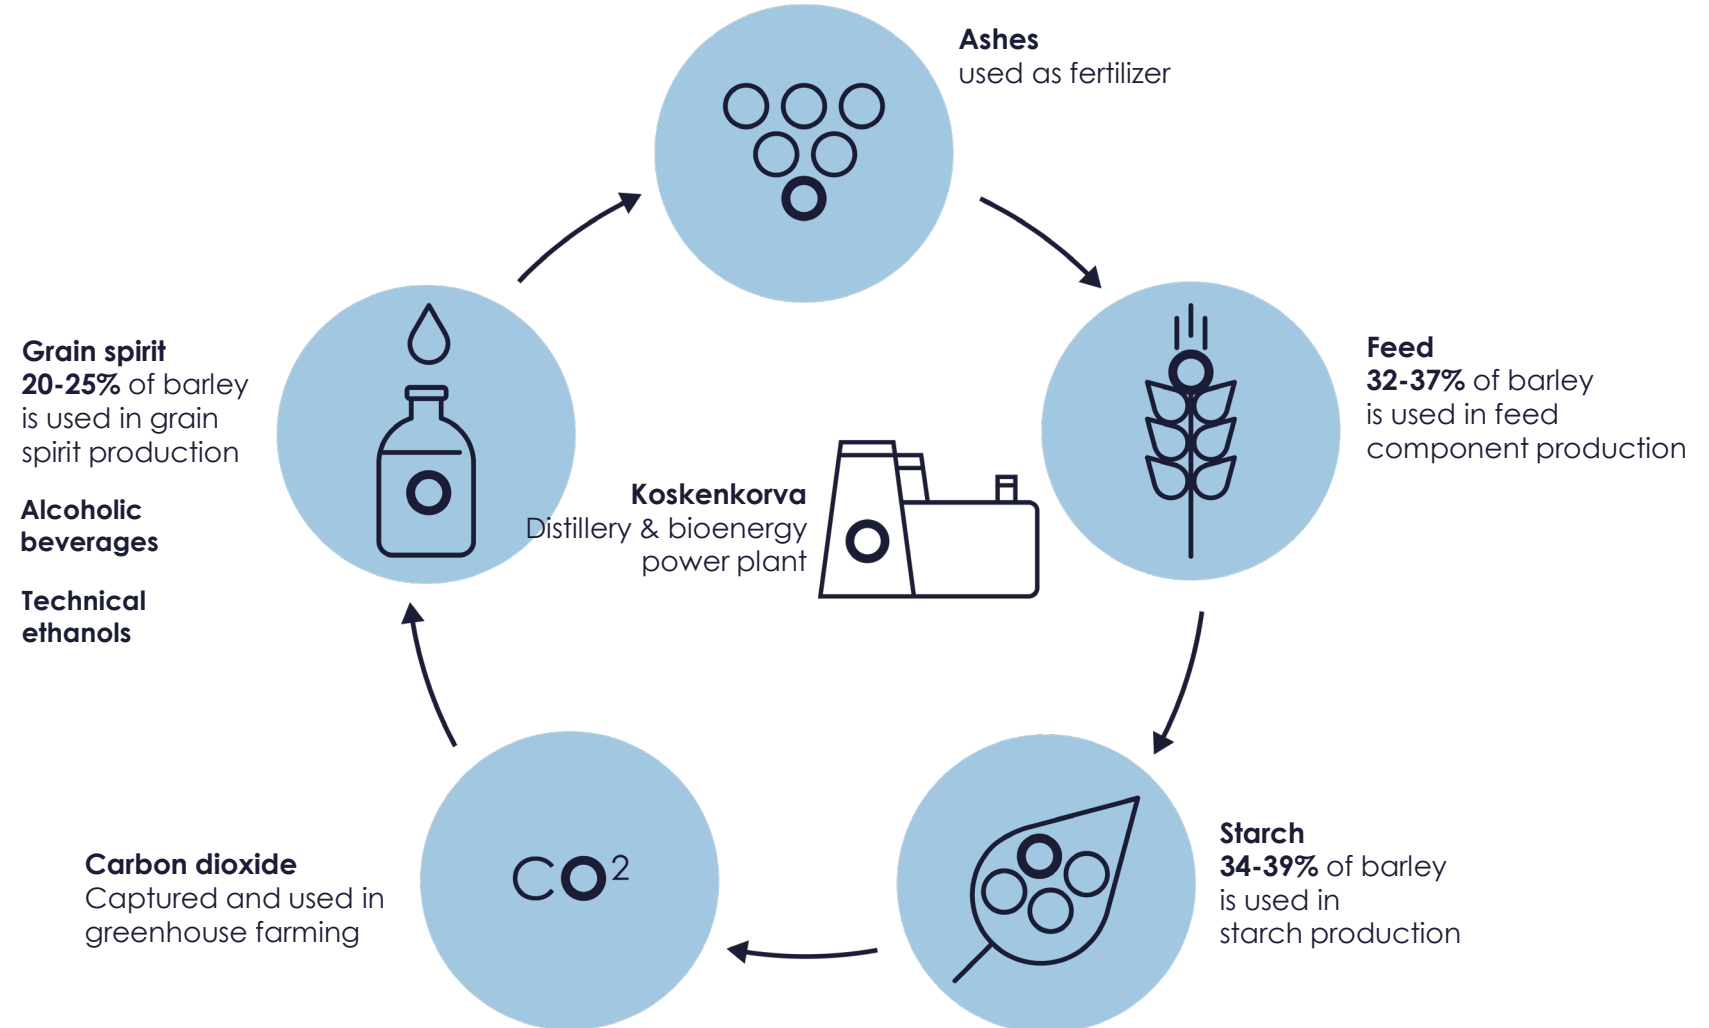 Ashes
used as fertilizer
Feed
32-37% of barley
is used in feed
component production
Starch
34-39% of barley
is used in
starch production
CO²
Carbon dioxide
Captured and used in
greenhouse farming
Grain spirit
20-25% of barley
is used in grain
spirit production
Alcoholic
beverages
Technical
ethanols
Koskenkorva
Distillery & bioenergy
power plant